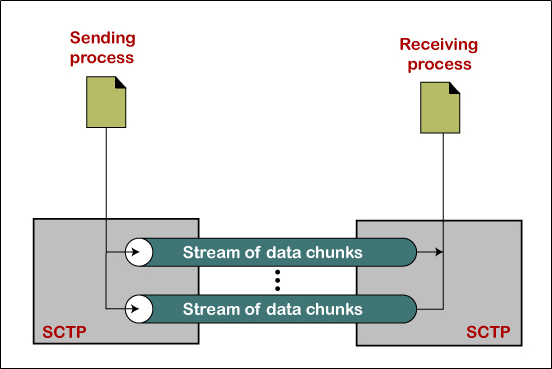 Sending
process
Receiving
process
Stream of data chunks
Stream of data chunks
SCTP
SCTP